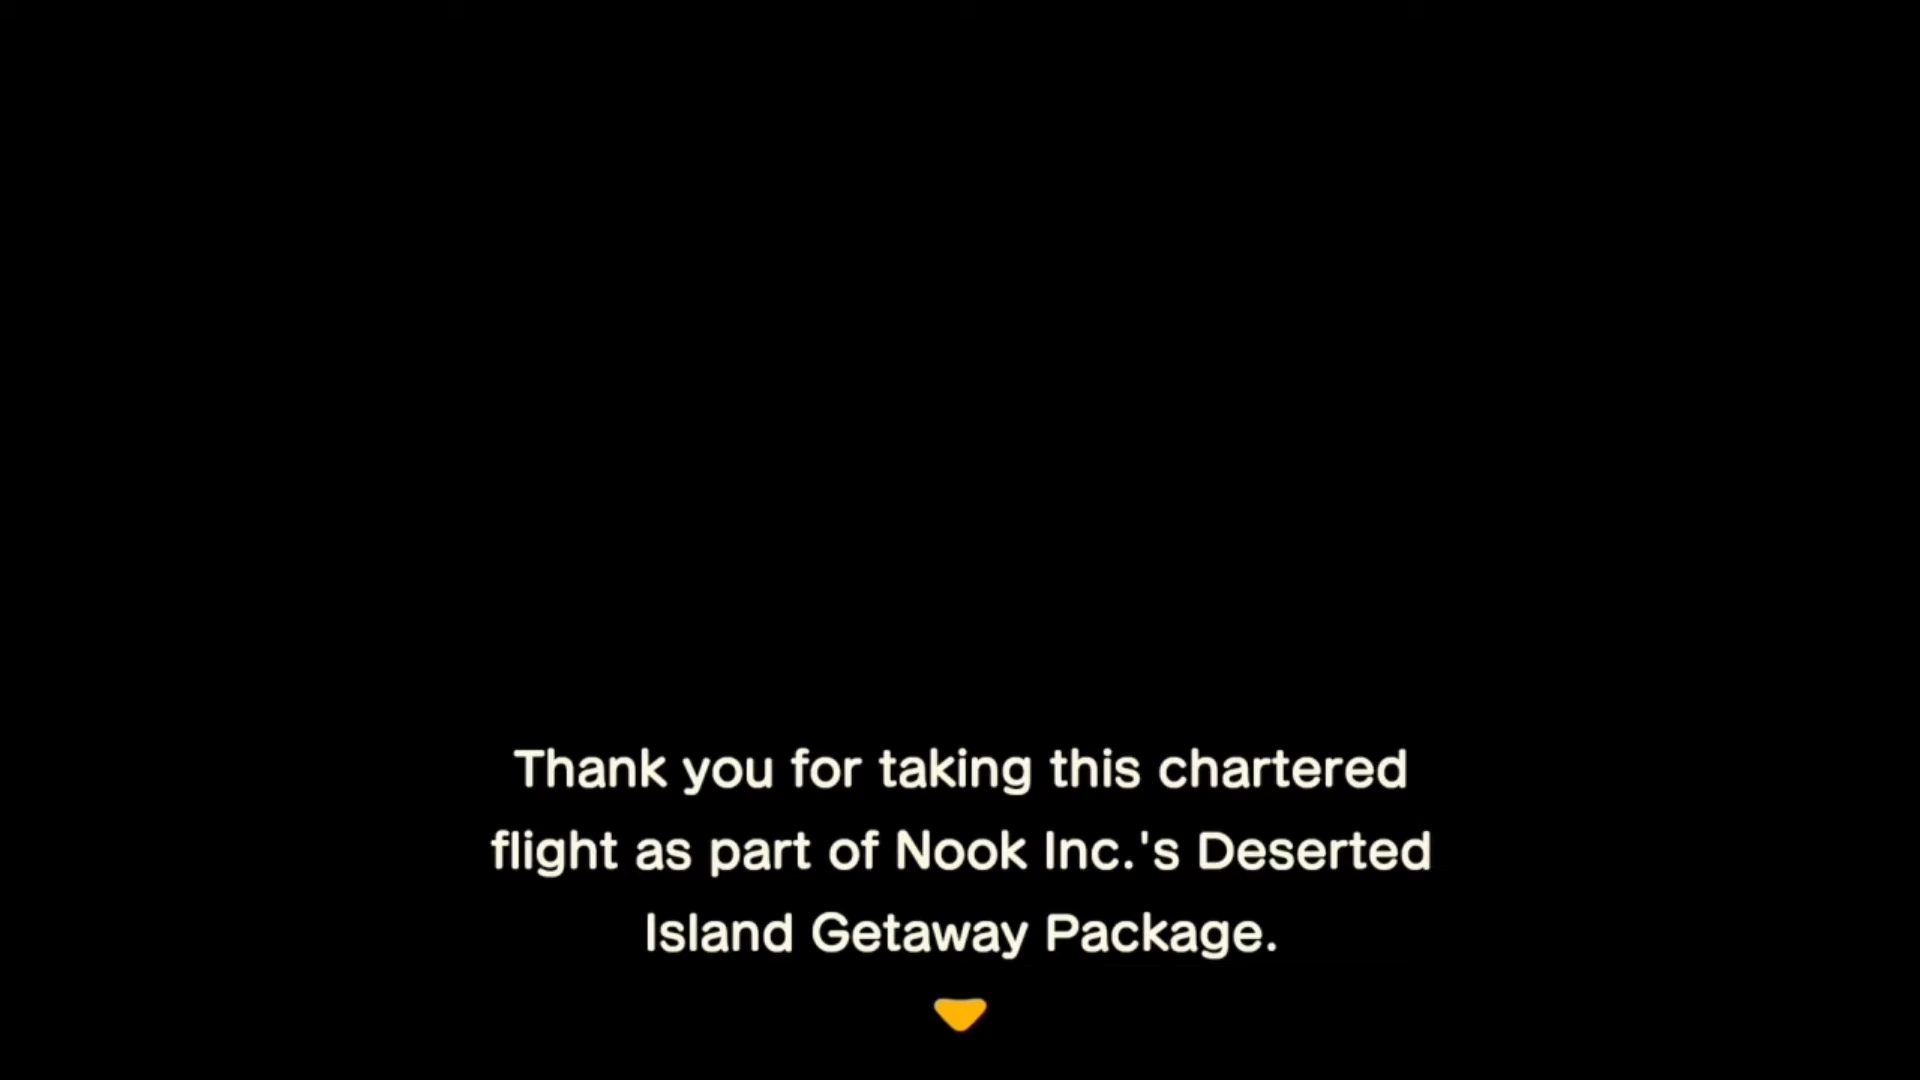 Thank you for taking this chartered
flight as part of Nook Inc.'s Deserted
Island Getaway Package.